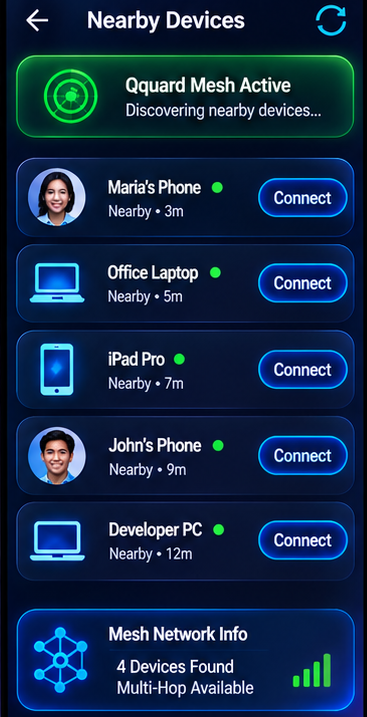 Nearby Devices
Qquard Mesh Active
Discovering nearby devices...
Maria's Phone
Nearby • 3m
Connect
Office Laptop
Nearby • 5m
Connect
iPad Pro
Nearby • 7m
Connect
John's Phone
Nearby • 9m
Connect
Developer PC
Nearby • 12m
Connect
Mesh Network Info
4 Devices Found
Multi-Hop Available